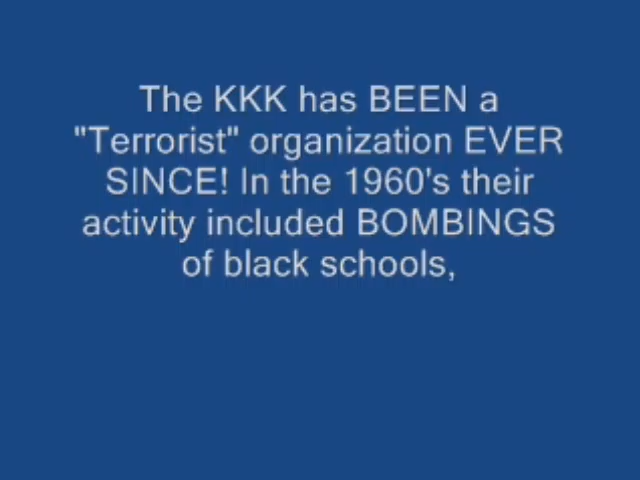 The KKK has BEEN a
"Terrorist" organization EVER
SINCE! In the 1960's their
activity included BOMBINGS
of black schools,